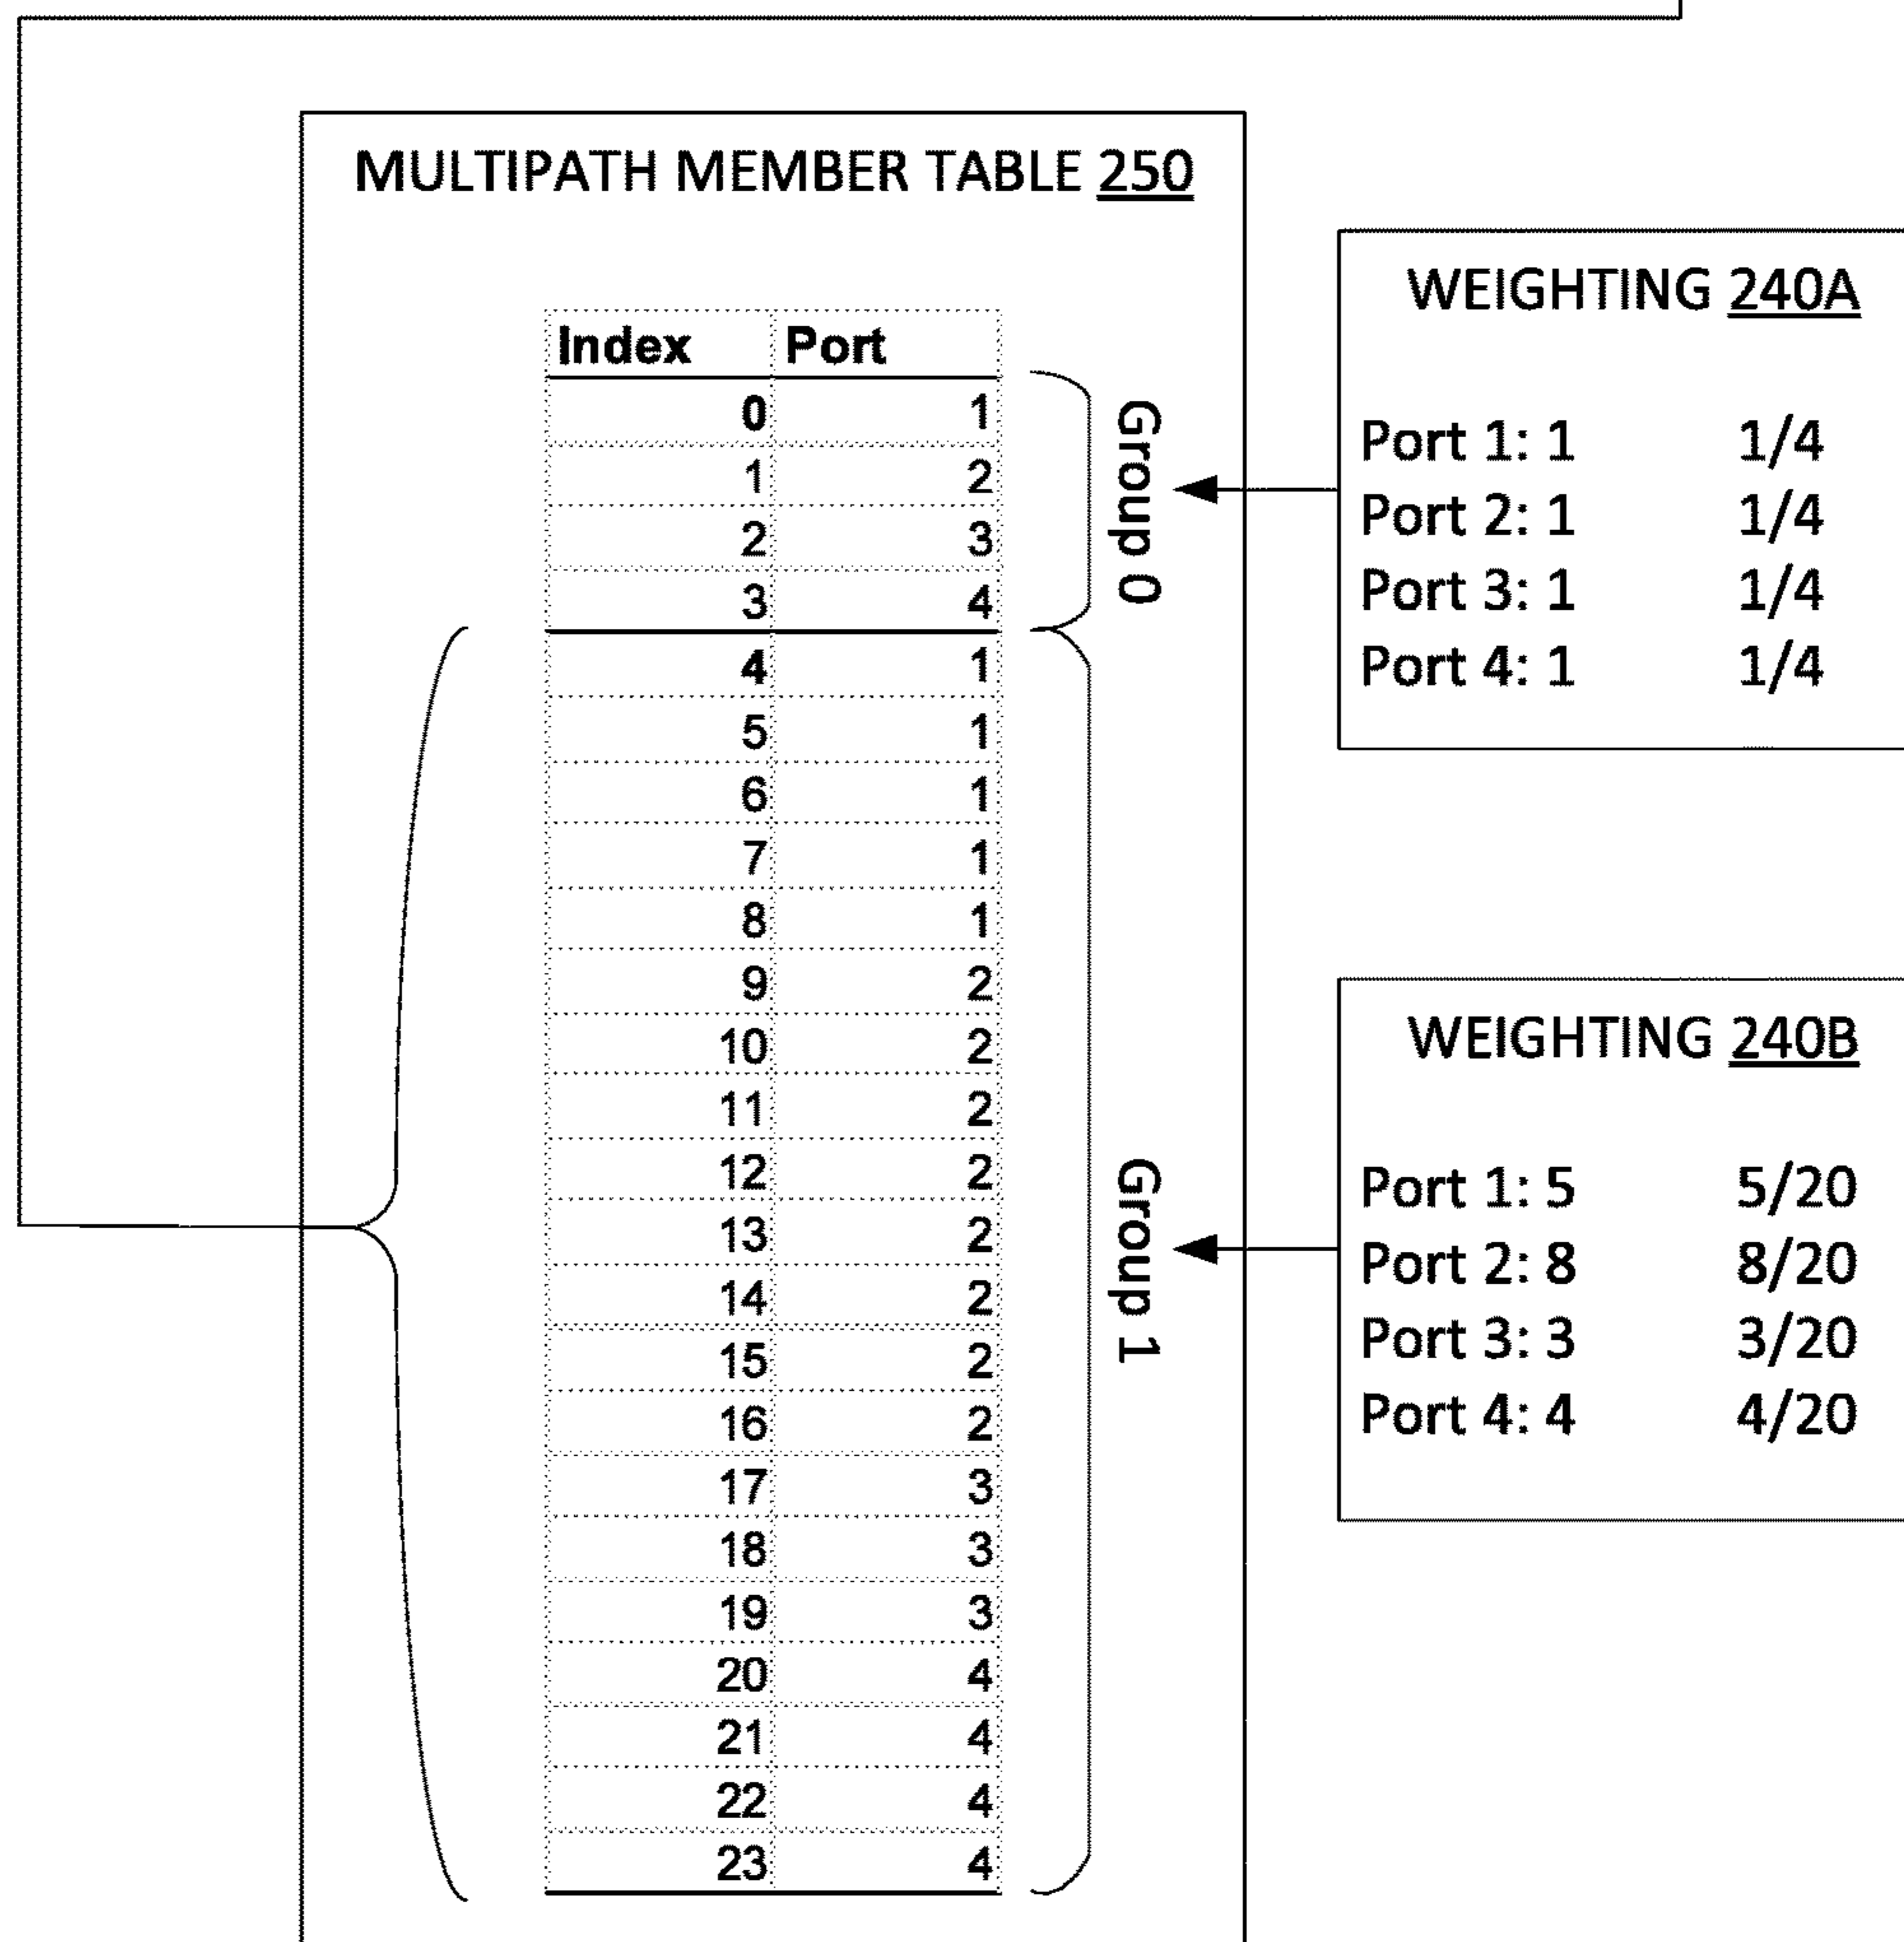 MULTIPATH MEMBER TABLE 250
Index Port
0 1
1 2
2 3
3 4
4 1
5 1
6 1
7 1
8 1
9 2
10 2
11 2
12 2
13 2
14 2
15 2
16 2
17 3
18 3
19 3
20 4
21 4
22 4
23 4
Group 0
Group 1
WEIGHTING 240A
Port 1: 1 1/4
Port 2: 1 1/4
Port 3: 1 1/4
Port 4: 1 1/4
WEIGHTING 240B
Port 1: 5 5/20
Port 2: 8 8/20
Port 3: 3 3/20
Port 4: 4 4/20